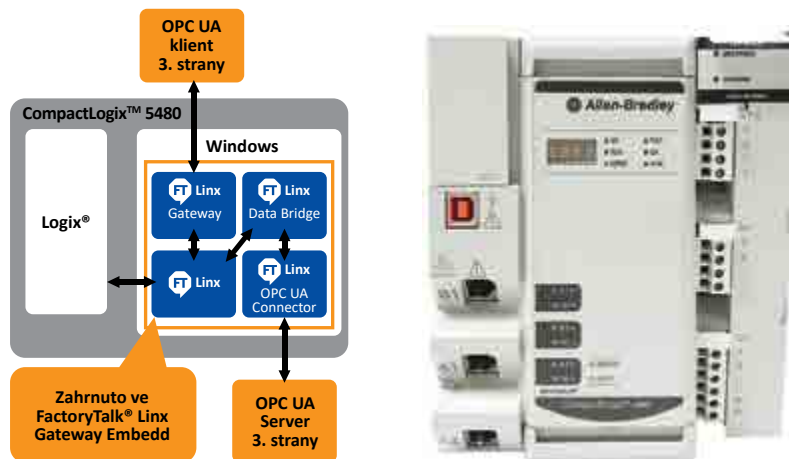 OPC UA
klient
3. strany
CompactLogix™ 5480
Windows
Logix®
FT Linx
Gateway
FT Linx
Data Bridge
FT Linx
FT Linx
OPC UA
Connector
Zahrnuto ve
FactoryTalk® Linx
Gateway Embedd
OPC UA
Server
3. strany
Allen-Bradley